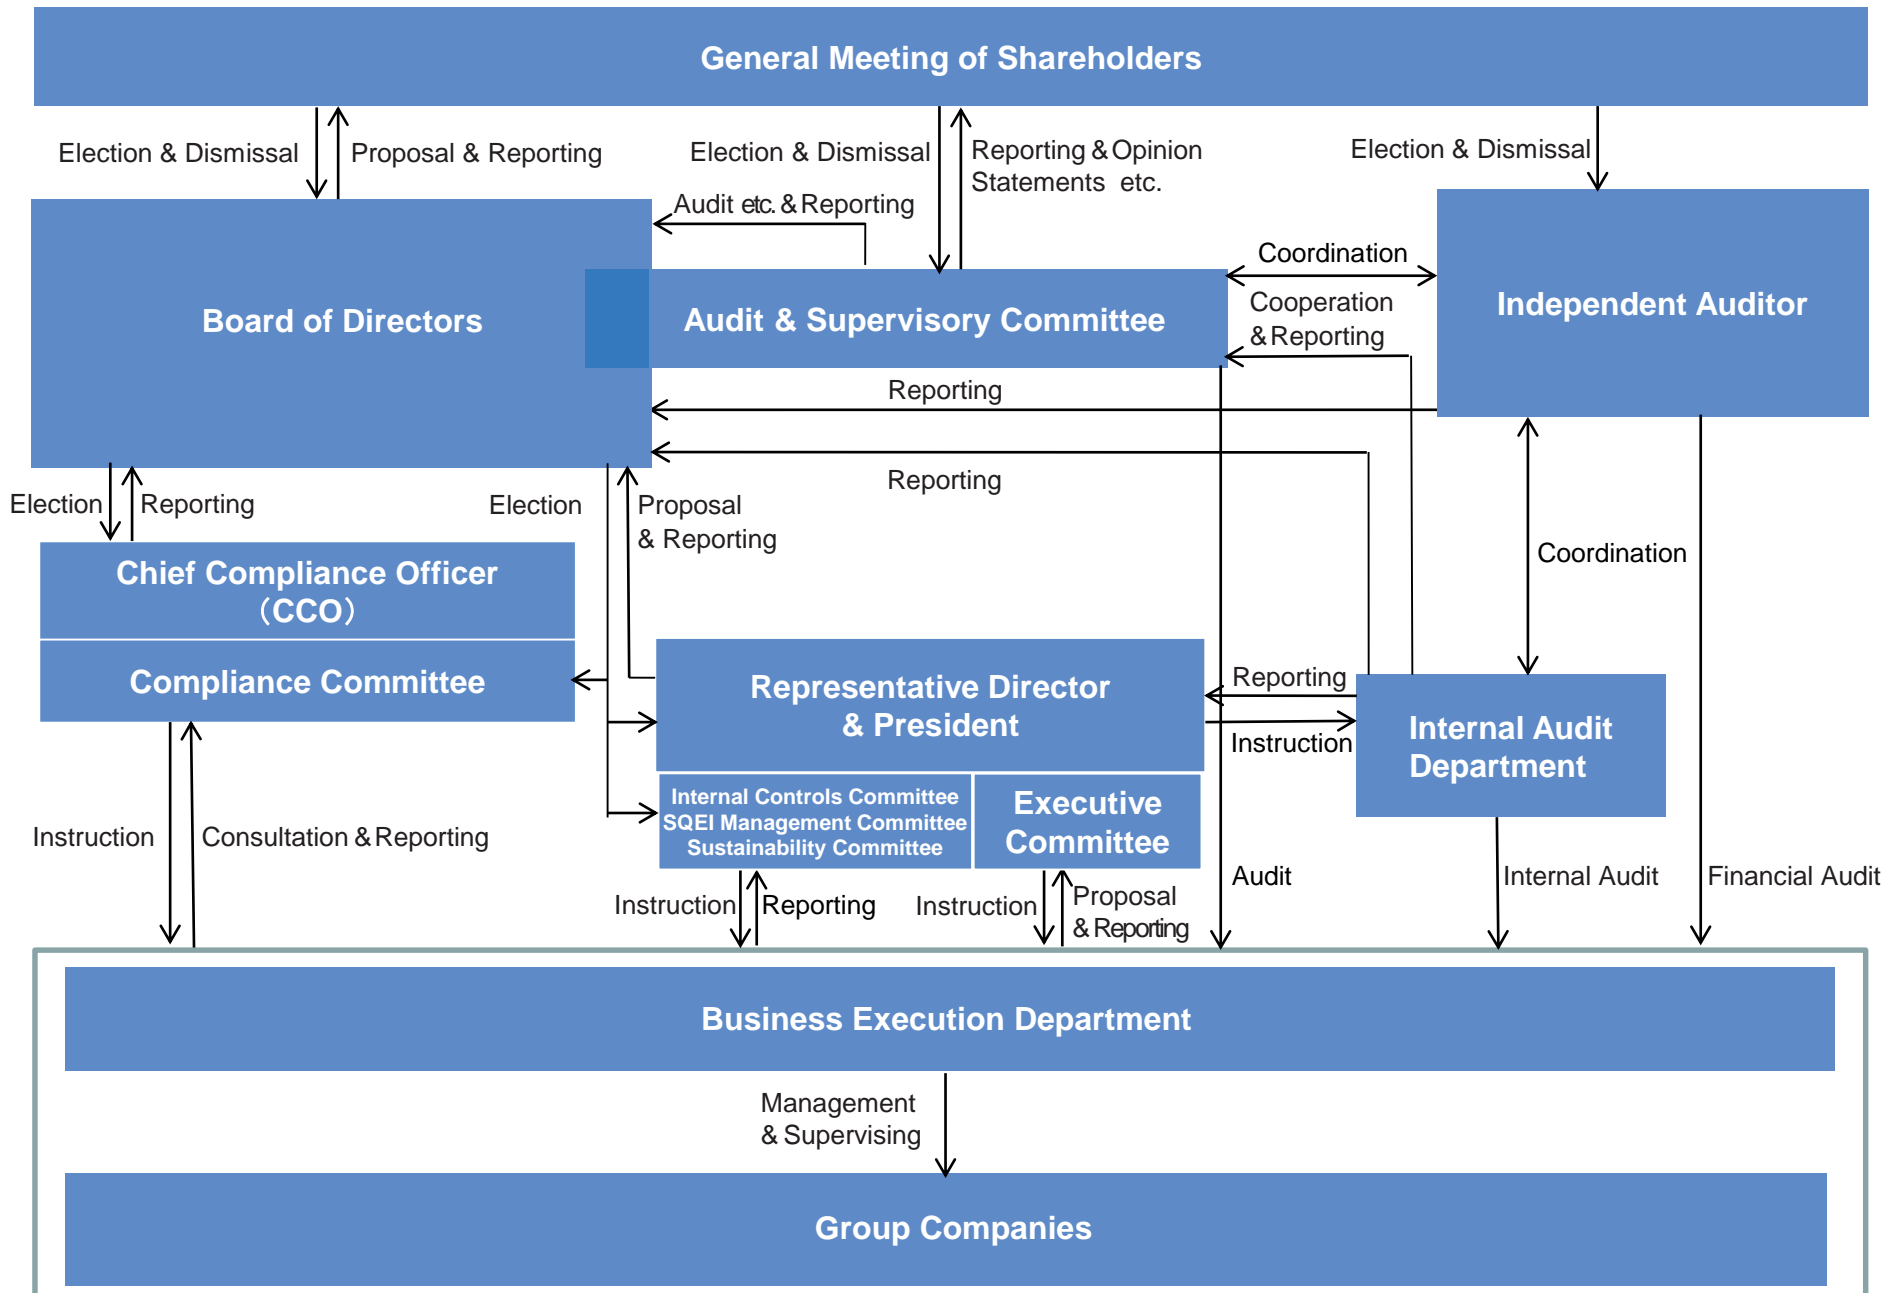 General Meeting of Shareholders
Election & Dismissal
Proposal & Reporting
Election & Dismissal
Reporting & Opinion
Statements etc.
Election & Dismissal
Audit etc. & Reporting
Board of Directors
Audit & Supervisory Committee
Coordination
Cooperation
& Reporting
Independent Auditor
Reporting
Reporting
Election
Reporting
Election
Proposal
& Reporting
Coordination
Chief Compliance Officer
（CCO）
Compliance Committee
Representative Director
& President
Reporting
Instruction
Internal Audit
Department
Internal Controls Committee
SQEI Management Committee
Sustainability Committee
Executive
Committee
Instruction
Consultation & Reporting
Instruction
Reporting
Instruction
Proposal
& Reporting
Audit
Internal Audit
Financial Audit
Business Execution Department
Management
& Supervising
Group Companies